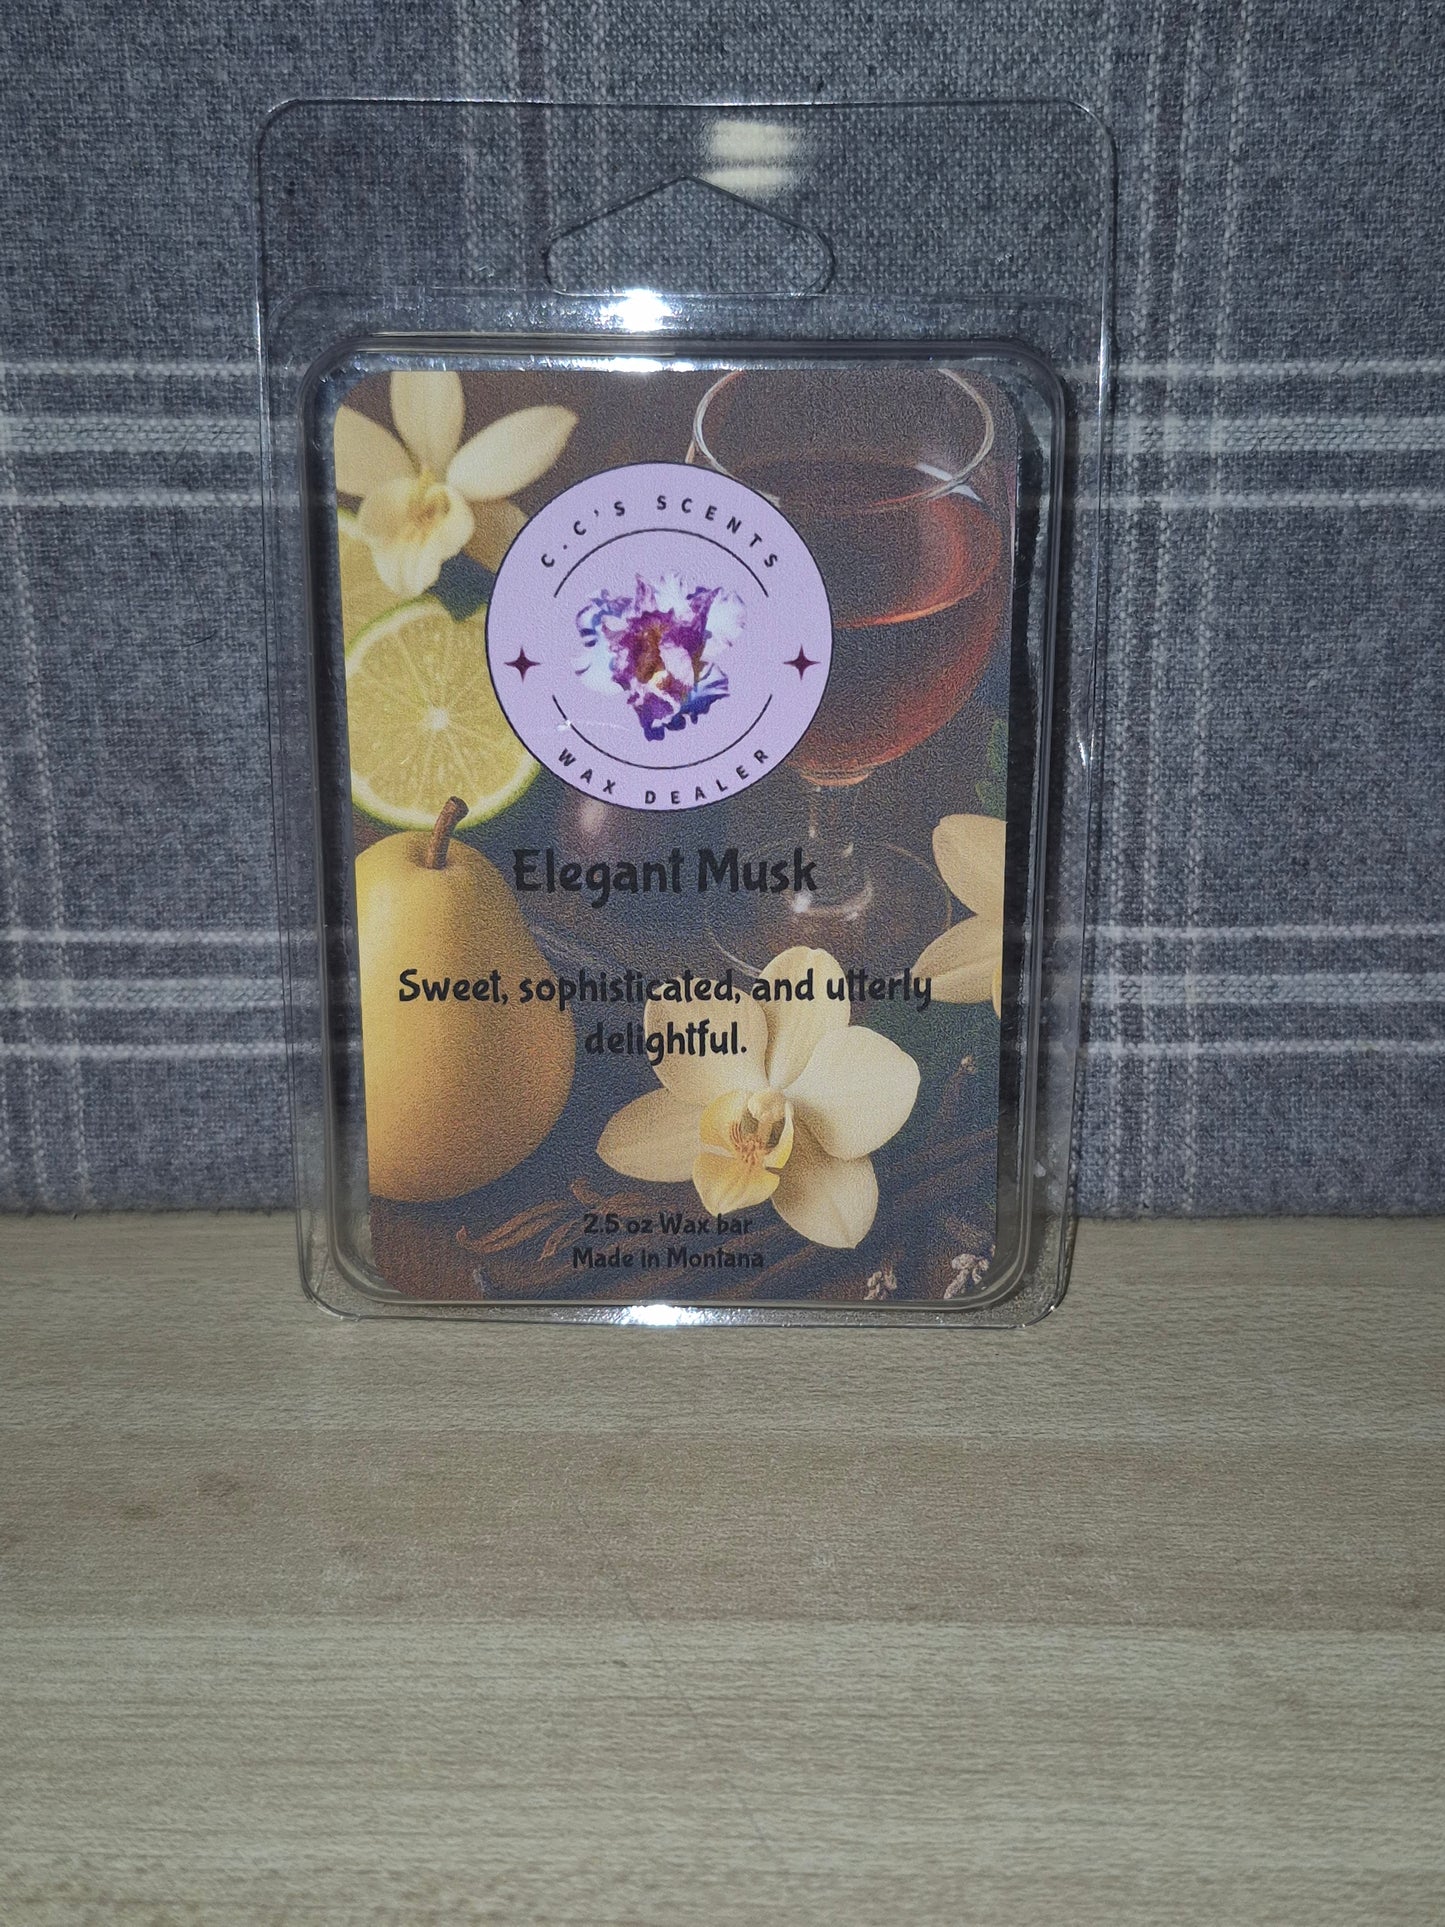 C.C'S SCENTS
WAX DEALER
Elegant Musk
Sweet, sophisticated, and utterly
delightful.
2.5 oz Wax bar
Made in Montana